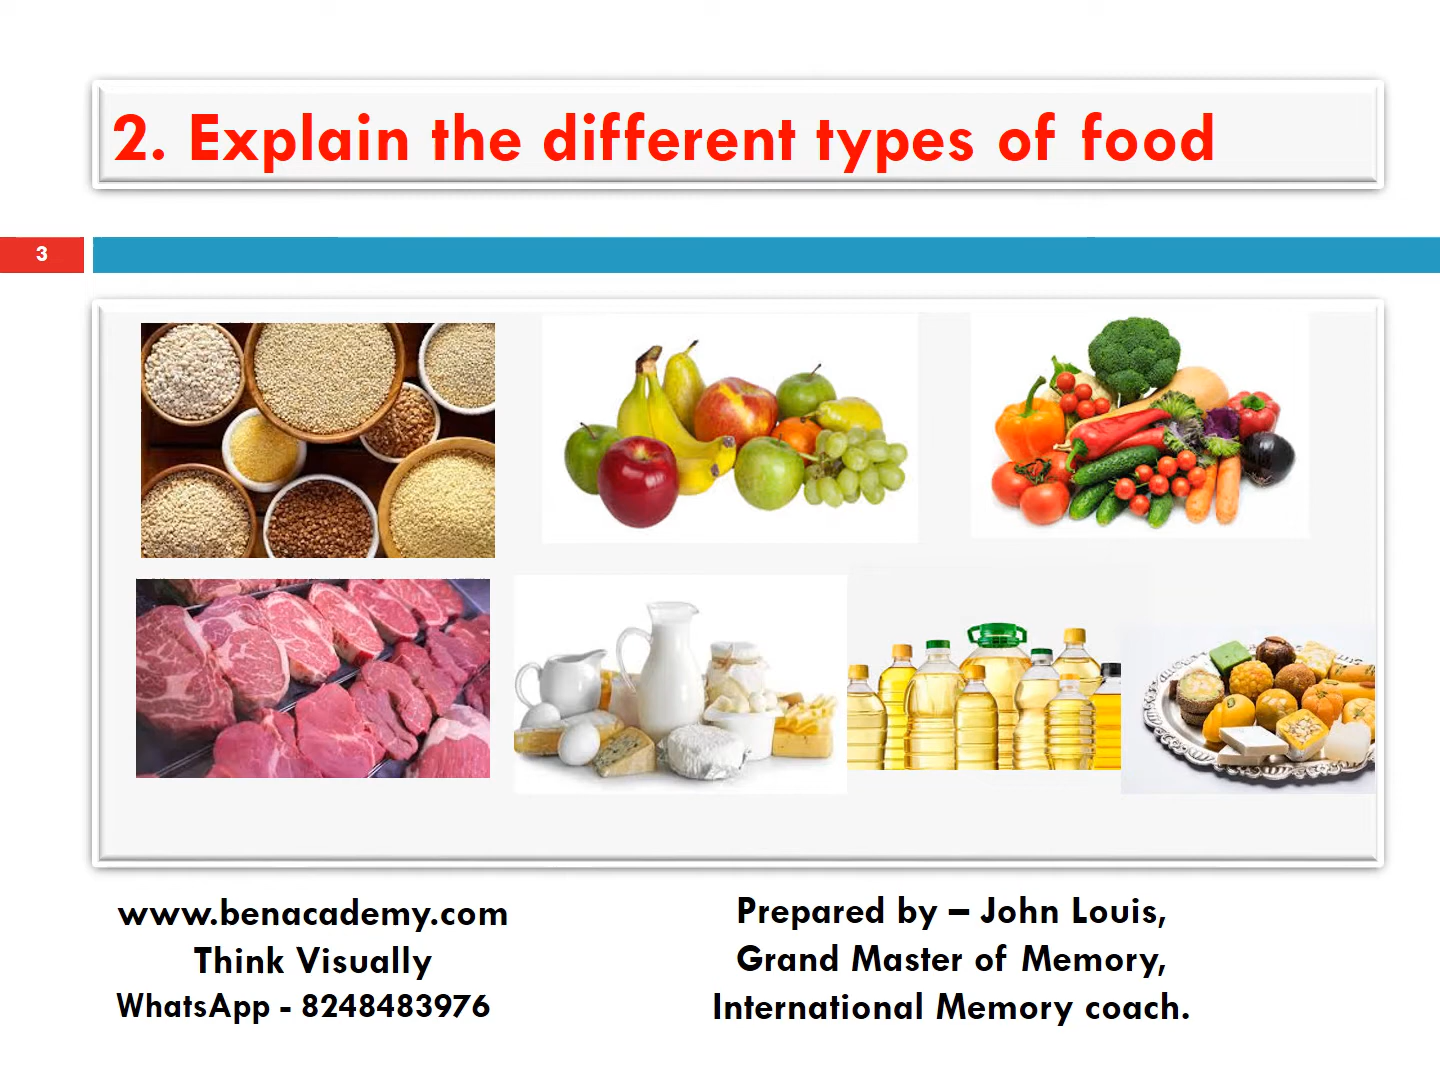 2. Explain the different types of food
3
www.benacademy.com
Think Visually
WhatsApp - 8248483976
Prepared by – John Louis,
Grand Master of Memory,
International Memory coach.